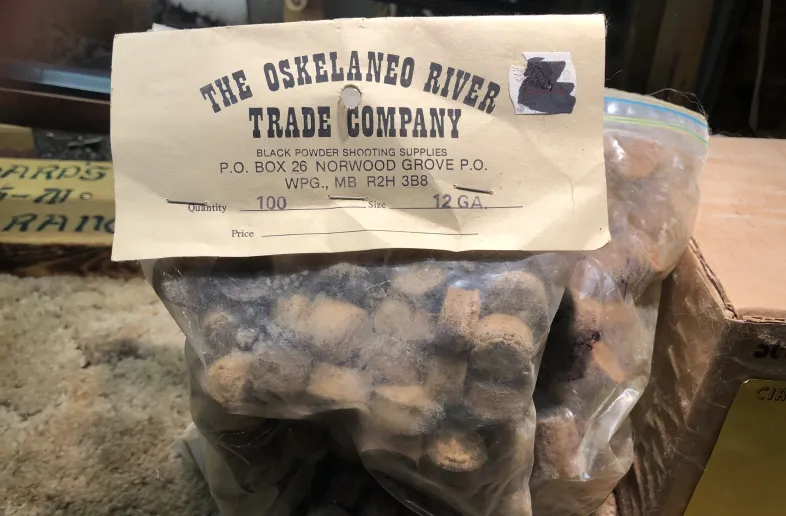 THE OSKELANEO RIVER
TRADE COMPANY
BLACK POWDER SHOOTING SUPPLIES
P.O. BOX 26 NORWOOD GROVE P.O.
WPG., MB R2H 3B8
Quantity 100 Size 12 GA.
Price